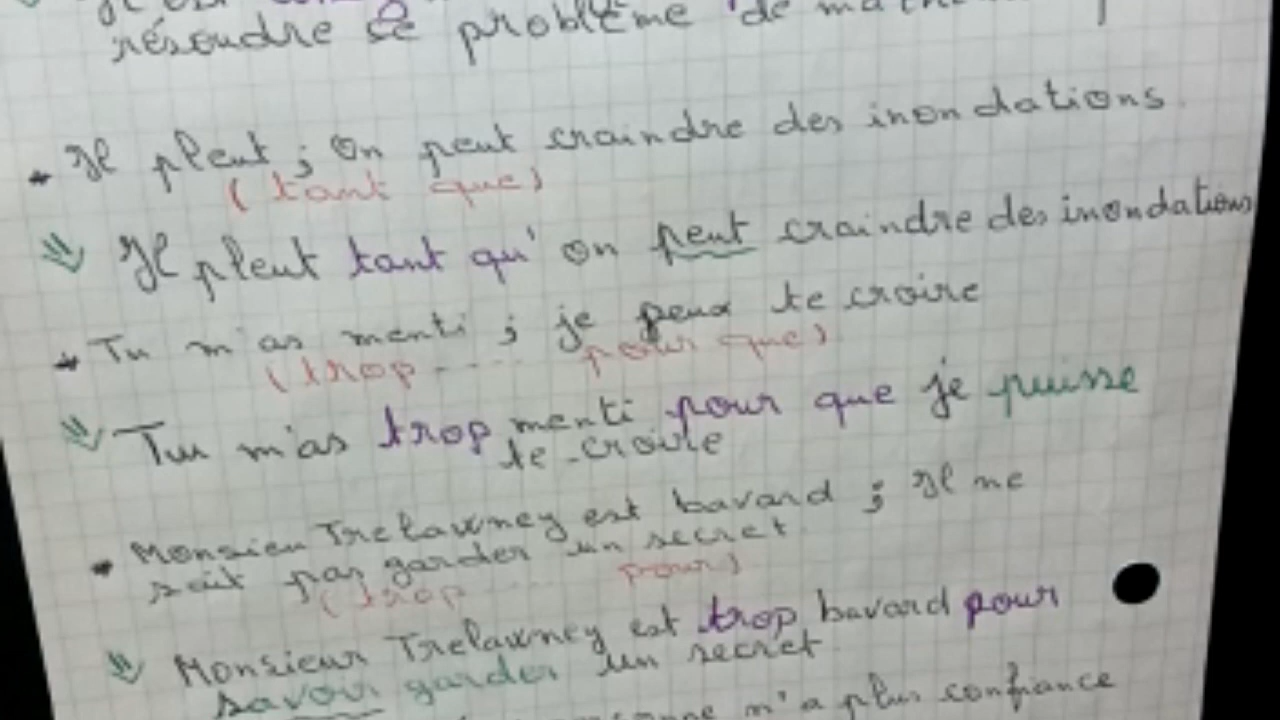 résoudre ce problème de
Il pleut ; On peut craindre des inondations
(tant que)
Il pleut tant qu' on peut craindre des inondations
Tu m'as menti ; je peux te croire
(trop ---- pour que)
Tu m'as trop menti pour que je puisse
te croire
Monsieu Trelawney est bavard ; Il ne
sait pas garder un secret
(trop --- pour)
Monsieur Trelawney est trop bavard pour
savoir garder un secret
m'a plus confiance